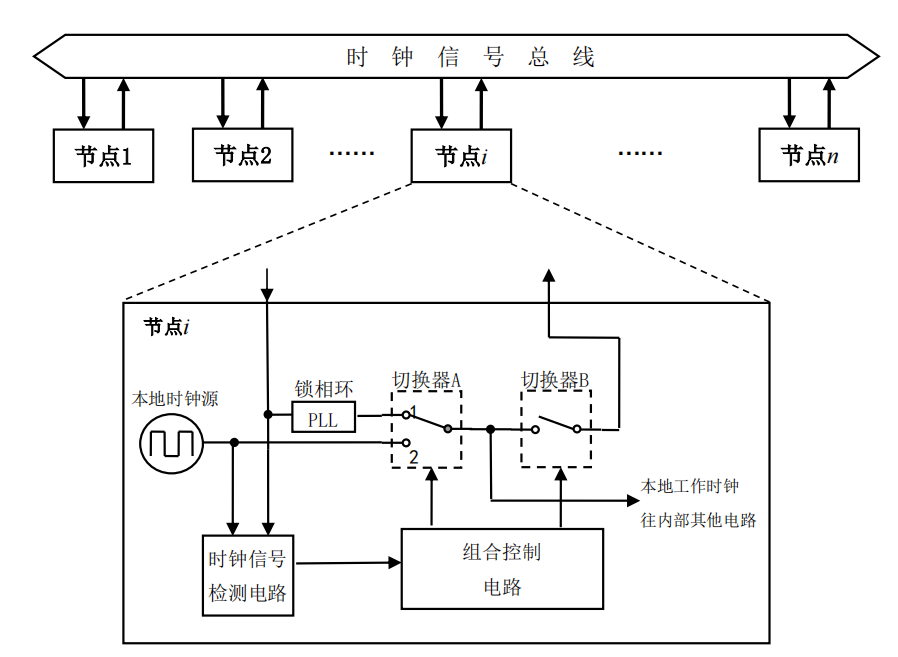 时钟信号总线
节点1
节点2
……
节点i
……
节点n
节点i
本地时钟源
锁相环
PLL
切换器A
1
2
切换器B
本地工作时钟
往内部其他电路
时钟信号
检测电路
组合控制
电路